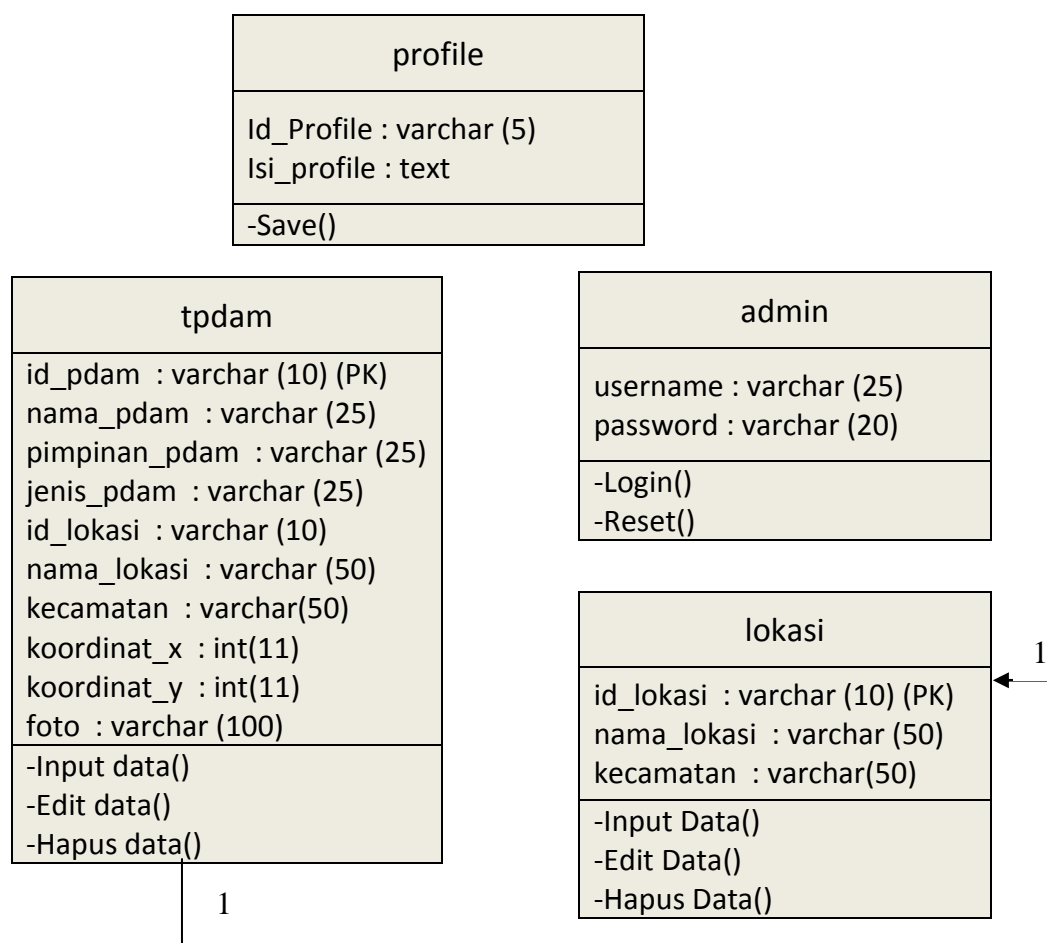 profile
Id_Profile : varchar (5)
Isi_profile : text
-Save()
tpdam
id_pdam : varchar (10) (PK)
nama_pdam : varchar (25)
pimpinan_pdam : varchar (25)
jenis_pdam : varchar (25)
id_lokasi : varchar (10)
nama_lokasi : varchar (50)
kecamatan : varchar(50)
koordinat_x : int(11)
koordinat_y : int(11)
foto : varchar (100)
-Input data()
-Edit data()
-Hapus data()
1
admin
username : varchar (25)
password : varchar (20)
-Login()
-Reset()
lokasi
id_lokasi : varchar (10) (PK)
nama_lokasi : varchar (50)
kecamatan : varchar(50)
-Input Data()
-Edit Data()
-Hapus Data()
1